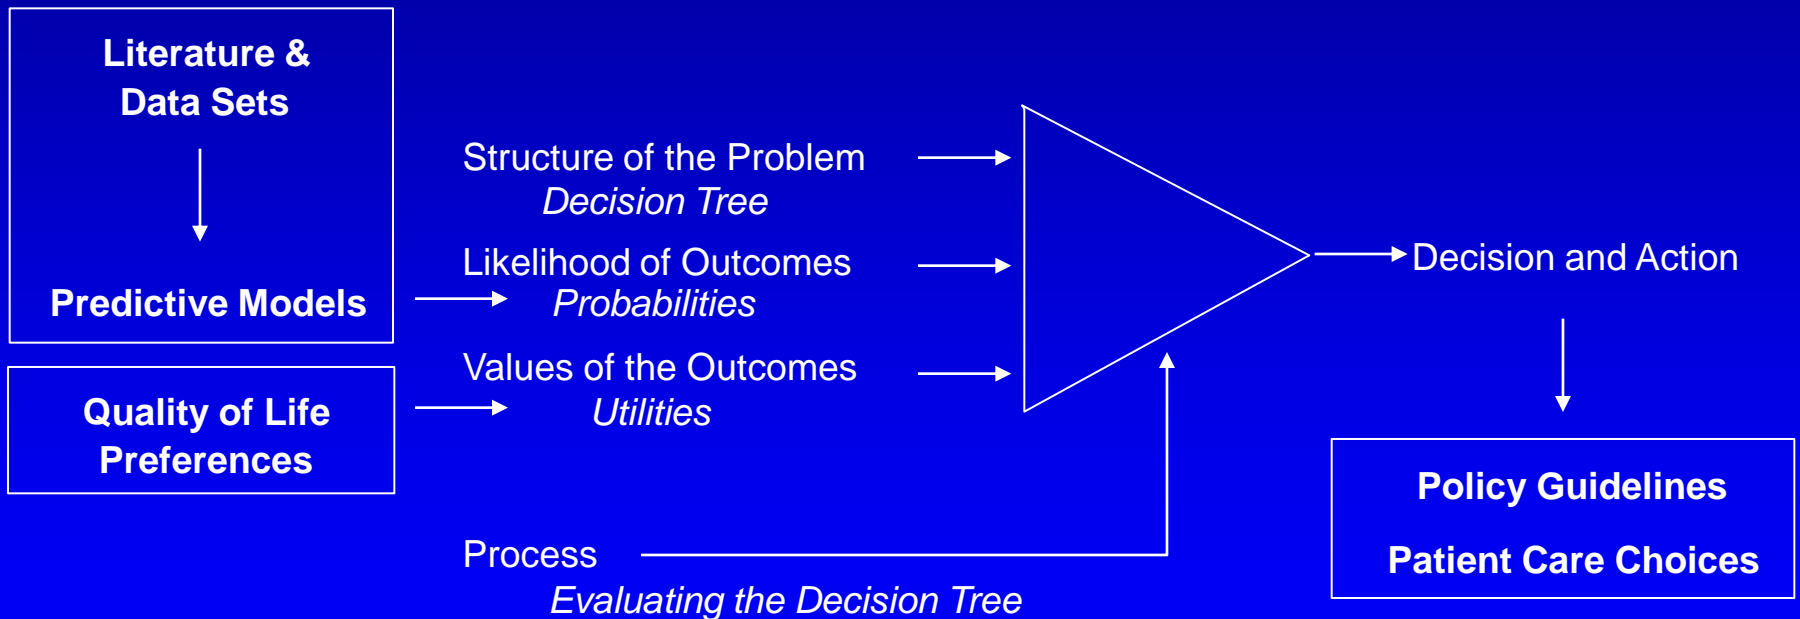 Literature &
Data Sets
Predictive Models
Quality of Life
Preferences
Structure of the Problem
Decision Tree
Likelihood of Outcomes
Probabilities
Values of the Outcomes
Utilities
Process
Evaluating the Decision Tree
Decision and Action
Policy Guidelines
Patient Care Choices